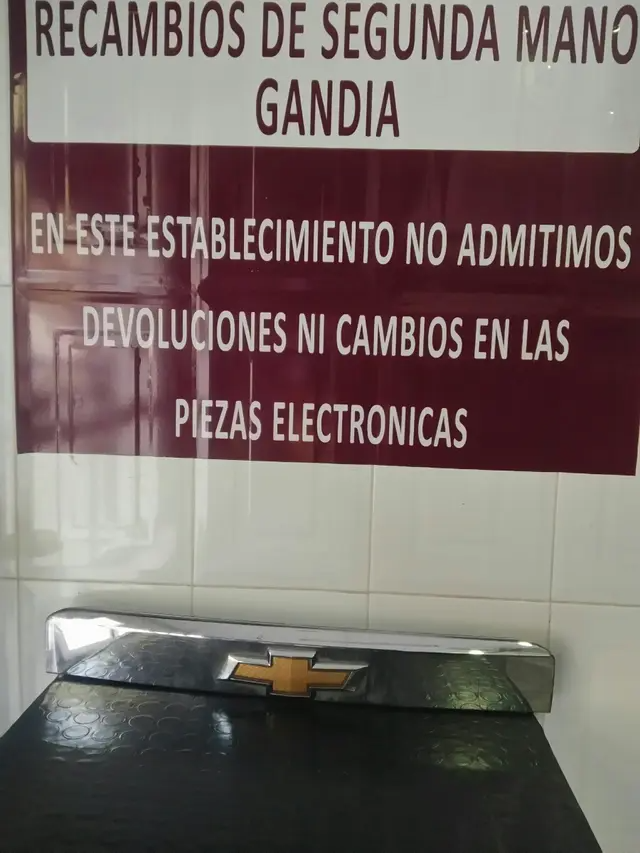 RECAMBIOS DE SEGUNDA MANO
GANDIA
EN ESTE ESTABLECIMIENTO NO ADMITIMOS
DEVOLUCIONES NI CAMBIOS EN LAS
PIEZAS ELECTRONICAS